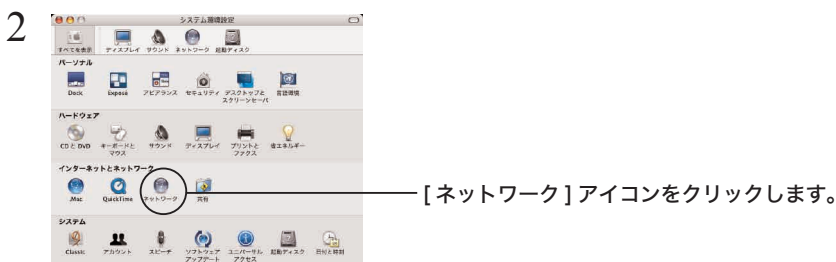 2
システム環境設定
すべてを表示 ディスプレイ サウンド ネットワーク 起動ディスク
パーソナル
Dock Exposé アピアランス セキュリティ デスクトップと 言語環境
スクリーンセーバ
ハードウェア
CD と DVD キーボードと サウンド ディスプレイ プリントと 省エネルギー
マウス ファクス
インターネットとネットワーク
.Mac QuickTime ネットワーク 共有
[ ネットワーク ] アイコンをクリックします。
システム
Classic アカウント スピーチ ソフトウェア ユニバーサル 起動ディスク 日付と時刻
アップデート アクセス